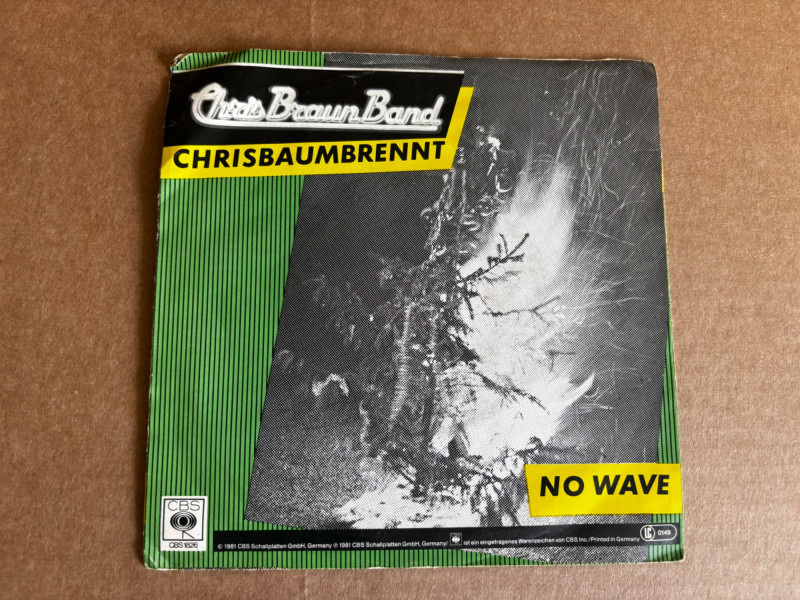 Chris Braun Band
CHRISBAUMBRENNT
NO WAVE
CBS
CBS 1826
© 1981 CBS Schallplatten GmbH, Germany ℗ 1981 CBS Schallplatten GmbH, Germany/ ist ein eingetragenes Warenzeichen von CBS Inc./Printed in Germany
LC 0149